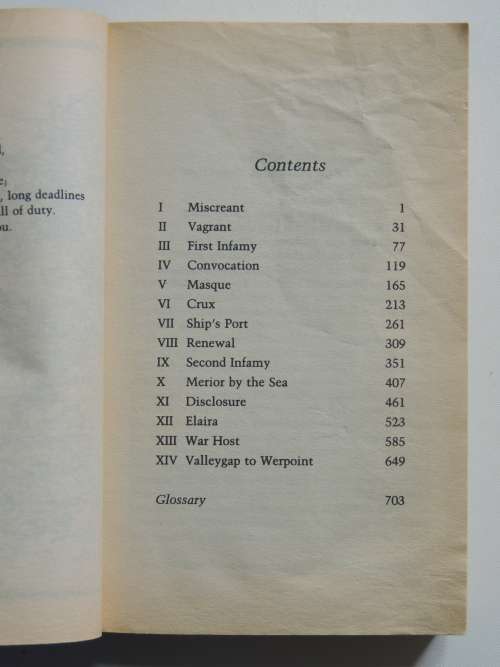 , long deadlines
ll of duty.
Contents
I Miscreant 1
II Vagrant 31
III First Infamy 77
IV Convocation 119
V Masque 165
VI Crux 213
VII Ship's Port 261
VIII Renewal 309
IX Second Infamy 351
X Merior by the Sea 407
XI Disclosure 461
XII Elaira 523
XIII War Host 585
XIV Valleygap to Werpoint 649
Glossary 703